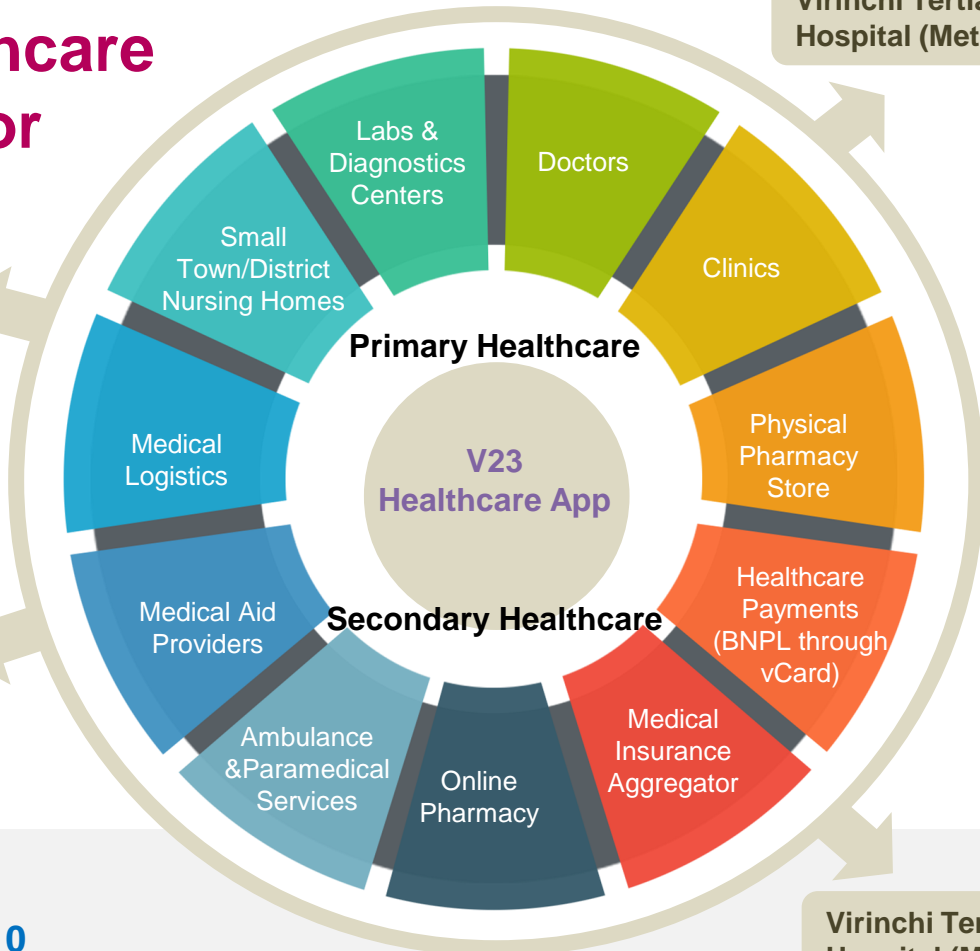 Virinchi Tertia
Hospital (Met
ncare
or
Labs &
Diagnostics
Centers
Doctors
Small
Town/District
Nursing Homes
Clinics
Primary Healthcare
Medical
Logistics
V23
Healthcare App
Physical
Pharmacy
Store
Medical Aid
Providers
Secondary Healthcare
Healthcare
Payments
(BNPL through
vCard)
Ambulance
&Paramedical
Services
Online
Pharmacy
Medical
Insurance
Aggregator
0
Virinchi Ter